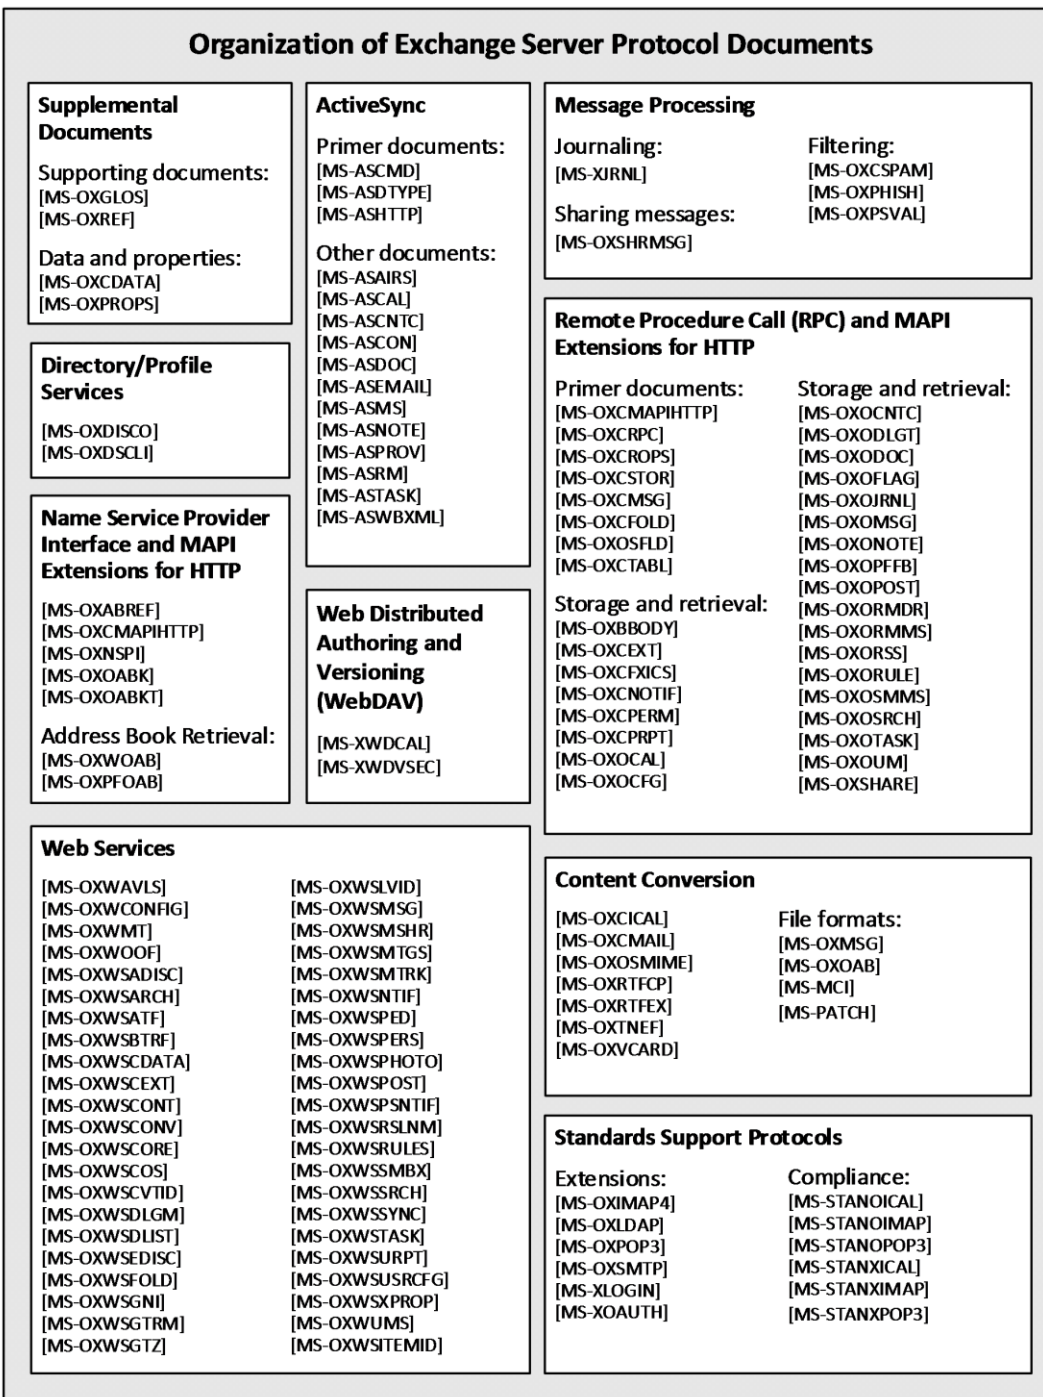 Organization of Exchange Server Protocol Documents
Supplemental
Documents
Supporting documents:
[MS-OXGLOS]
[MS-OXREF]
Data and properties:
[MS-OXCDATA]
[MS-OXPROPS]
Directory/Profile
Services
[MS-OXDISCO]
[MS-OXDSCLI]
Name Service Provider
Interface and MAPI
Extensions for HTTP
[MS-OXABREF]
[MS-OXCMAPIHTTP]
[MS-OXNSPI]
[MS-OXOABK]
[MS-OXOABKT]
Address Book Retrieval:
[MS-OXWOAB]
[MS-OXPFOAB]
ActiveSync
Primer documents:
[MS-ASCMD]
[MS-ASDTYPE]
[MS-ASHTTP]
Other documents:
[MS-ASAIRS]
[MS-ASCAL]
[MS-ASCNTC]
[MS-ASCON]
[MS-ASDOC]
[MS-ASEMAIL]
[MS-ASMS]
[MS-ASNOTE]
[MS-ASPROV]
[MS-ASRM]
[MS-ASTASK]
[MS-ASWBXML]
Web Distributed
Authoring and
Versioning
(WebDAV)
[MS-XWDCAL]
[MS-XWDVSEC]
Message Processing
Journaling:
[MS-XJRNL]
Sharing messages:
[MS-OXSHRMSG]
Filtering:
[MS-OXCSPAM]
[MS-OXPHISH]
[MS-OXPSVAL]
Remote Procedure Call (RPC) and MAPI
Extensions for HTTP
Primer documents:
[MS-OXCMAPIHTTP]
[MS-OXCRPC]
[MS-OXCROPS]
[MS-OXCSTOR]
[MS-OXCMSG]
[MS-OXCFOLD]
[MS-OXOSFLD]
[MS-OXCTABL]
Storage and retrieval:
[MS-OXBBODY]
[MS-OXCEXT]
[MS-OXCFXICS]
[MS-OXCNOTIF]
[MS-OXCPERM]
[MS-OXCPRPT]
[MS-OXOCAL]
[MS-OXOCFG]
Storage and retrieval:
[MS-OXOCNTC]
[MS-OXODLGT]
[MS-OXODOC]
[MS-OXOFLAG]
[MS-OXOJRNL]
[MS-OXOMSG]
[MS-OXONOTE]
[MS-OXOPFFB]
[MS-OXOPOST]
[MS-OXORMDR]
[MS-OXORMMS]
[MS-OXORSS]
[MS-OXORULE]
[MS-OXOSMMS]
[MS-OXOSRCH]
[MS-OXOTASK]
[MS-OXOUM]
[MS-OXSHARE]
Web Services
[MS-OXWAVLS]
[MS-OXWCONFIG]
[MS-OXWMT]
[MS-OXWOOF]
[MS-OXWSADISC]
[MS-OXWSARCH]
[MS-OXWSATF]
[MS-OXWSBTRF]
[MS-OXWSCDATA]
[MS-OXWSCEXT]
[MS-OXWSCONT]
[MS-OXWSCONV]
[MS-OXWSCORE]
[MS-OXWSCOS]
[MS-OXWSCVTID]
[MS-OXWSDLGM]
[MS-OXWSDLIST]
[MS-OXWSEDISC]
[MS-OXWSFOLD]
[MS-OXWSGNI]
[MS-OXWSGTRM]
[MS-OXWSGTZ]
[MS-OXWSLVID]
[MS-OXWSMSG]
[MS-OXWSMSHR]
[MS-OXWSMTGS]
[MS-OXWSMTRK]
[MS-OXWSNTIF]
[MS-OXWSPED]
[MS-OXWSPERS]
[MS-OXWSPHOTO]
[MS-OXWSPOST]
[MS-OXWSPSNTIF]
[MS-OXWSRSLNM]
[MS-OXWSRULES]
[MS-OXWSSMBX]
[MS-OXWSSRCH]
[MS-OXWSSYNC]
[MS-OXWSTASK]
[MS-OXWSURPT]
[MS-OXWSUSRCFG]
[MS-OXWSXPROP]
[MS-OXWUMS]
[MS-OXWSITEMID]
Content Conversion
[MS-OXCICAL]
[MS-OXCMAIL]
[MS-OXOSMIME]
[MS-OXRTFCP]
[MS-OXRTFEX]
[MS-OXTNEF]
[MS-OXVCARD]
File formats:
[MS-OXMSG]
[MS-OXOAB]
[MS-MCI]
[MS-PATCH]
Standards Support Protocols
Extensions:
[MS-OXIMAP4]
[MS-OXLDAP]
[MS-OXPOP3]
[MS-OXSMTP]
[MS-XLOGIN]
[MS-XOAUTH]
Compliance:
[MS-STANOICAL]
[MS-STANOIMAP]
[MS-STANOPOP3]
[MS-STANXICAL]
[MS-STANXIMAP]
[MS-STANXPOP3]